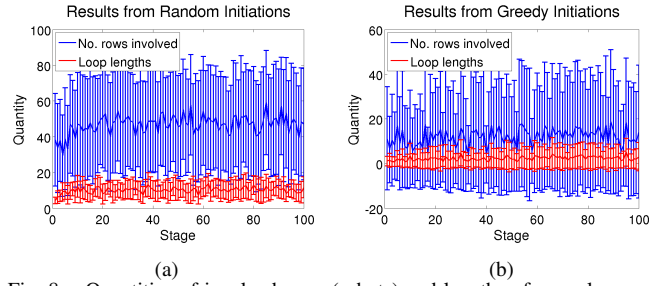 Results from Random Initiations
100
80
60
40
20
0
Quantity
No. rows involved
Loop lengths
0 20 40 60 80 100
Stage
(a)
Results from Greedy Initiations
60
40
20
0
-20
Quantity
No. rows involved
Loop lengths
0 20 40 60 80 100
Stage
(b)